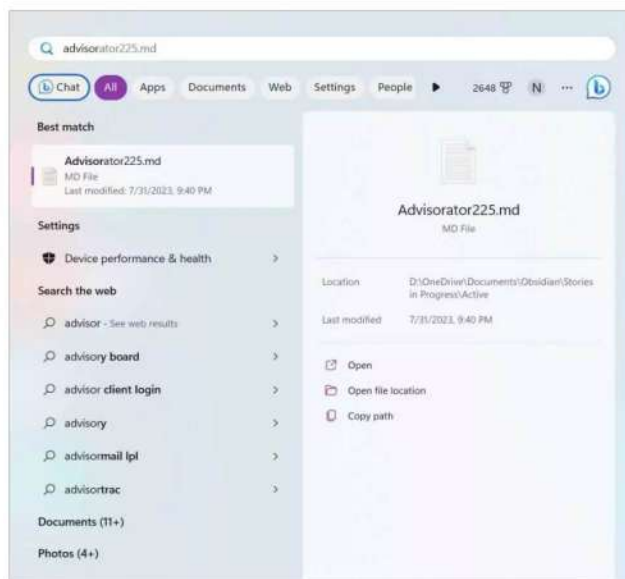 advisorator225.md
Chat All Apps Documents Web Settings People 2648 N ...
Best match
Advisorator225.md
MD File
Last modified: 7/31/2023, 9:40 PM
Settings
Device performance & health
Search the web
advisor - See web results
advisory board
advisor client login
advisory
advisormail lpl
advisortrac
Documents (11+)
Photos (4+)
Advisorator225.md
MD File
Location D:\OneDrive\Documents\Obsidian\Stories
in Progress\Active
Last modified 7/31/2023, 9:40 PM
Open
Open file location
Copy path